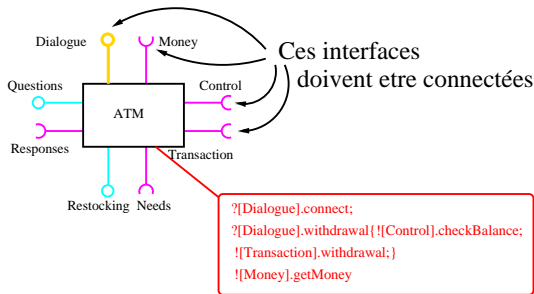 Dialogue
Money
Ces interfaces
doivent etre connectées
Questions
Control
ATM
Responses
Transaction
Restocking
Needs
?[Dialogue].connect;
?[Dialogue].withdrawal{![Control].checkBalance;
![Transaction].withdrawal;}
![Money].getMoney